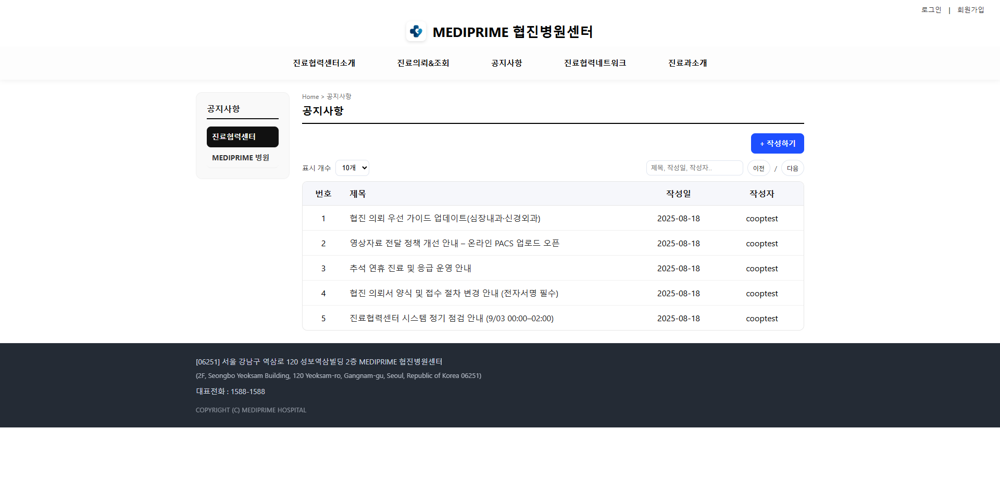 로그인 | 회원가입
MEDIPRIME 협진병원센터
진료협력센터소개 진료의뢰&조회 공지사항 진료협력네트워크 진료과소개
공지사항
진료협력센터
MEDIPRIME 병원
Home > 공지사항
공지사항
+ 작성하기
표시 개수 10개 제목, 작성일, 작성자.. 이전 / 다음
번호 제목 작성일 작성자
1 협진 의뢰 우선 가이드 업데이트(심장내과·신경외과) 2025-08-18 cooptest
2 영상자료 전달 정책 개선 안내 – 온라인 PACS 업로드 오픈 2025-08-18 cooptest
3 추석 연휴 진료 및 응급 운영 안내 2025-08-18 cooptest
4 협진 의뢰서 양식 및 접수 절차 변경 안내 (전자서명 필수) 2025-08-18 cooptest
5 진료협력센터 시스템 정기 점검 안내 (9/03 00:00–02:00) 2025-08-18 cooptest
[06251] 서울 강남구 역삼로 120 성보역삼빌딩 2층 MEDIPRIME 협진병원센터
(2F, Seongbo Yeoksam Building, 120 Yeoksam-ro, Gangnam-gu, Seoul, Republic of Korea 06251)
대표전화 : 1588-1588
COPYRIGHT (C) MEDIPRIME HOSPITAL